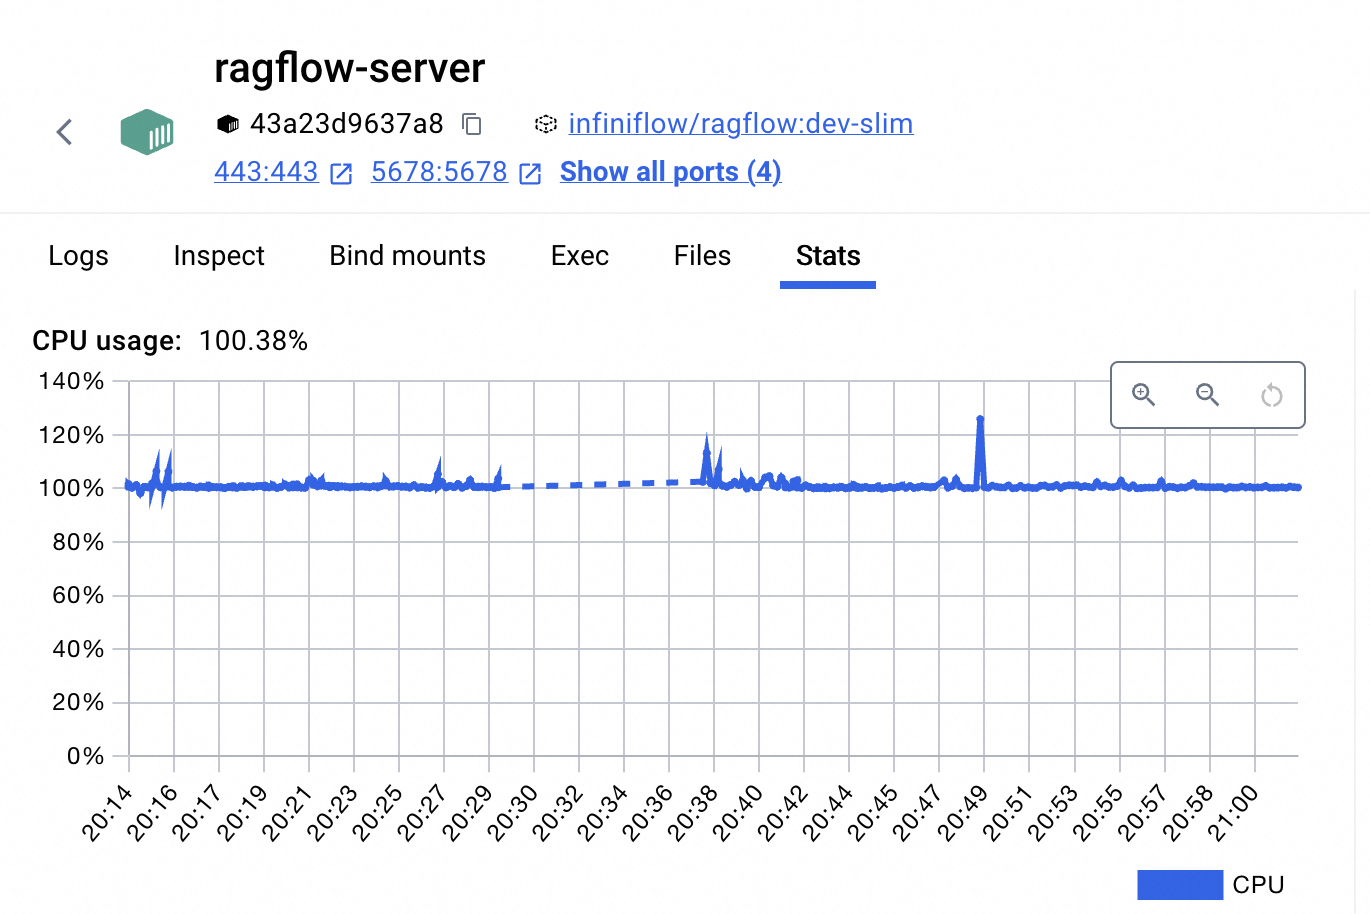 ragflow-server
43a23d9637a8 infiniflow/ragflow:dev-slim
443:443 5678:5678 Show all ports (4)
Logs Inspect Bind mounts Exec Files Stats
CPU usage: 100.38%
140%
120%
100%
80%
60%
40%
20%
0%
20:14 20:16 20:17 20:19 20:21 20:23 20:25 20:27 20:29 20:30 20:32 20:34 20:36 20:38 20:40 20:42 20:44 20:45 20:47 20:49 20:51 20:53 20:55 20:57 20:58 21:00
CPU